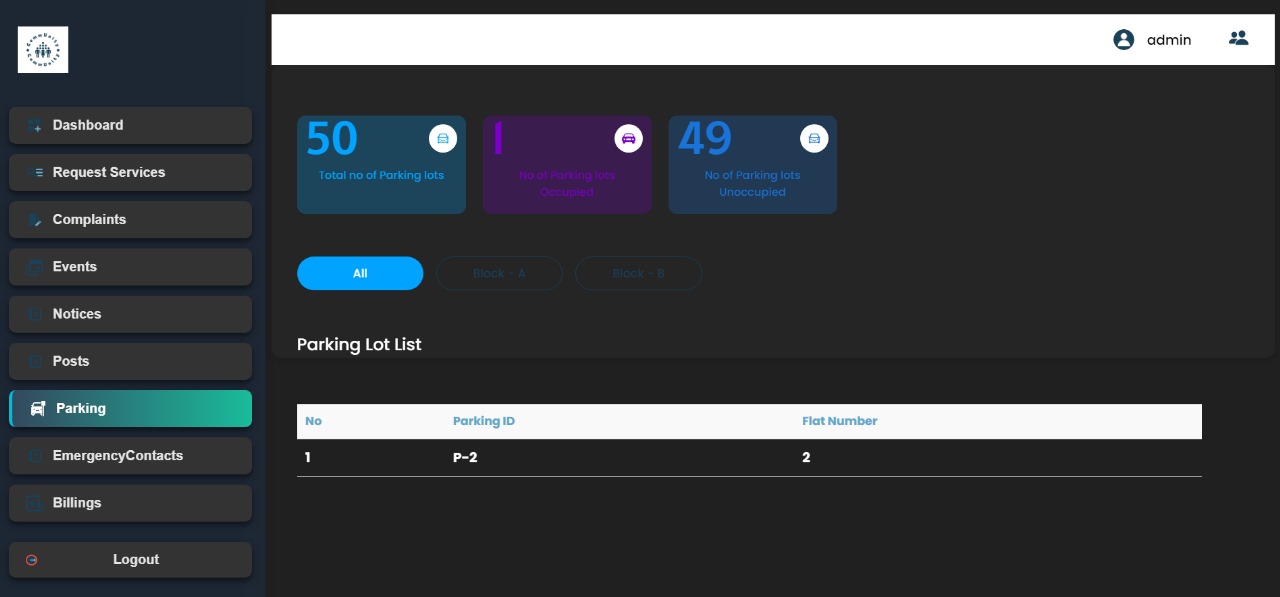 admin
Dashboard
Request Services
Complaints
Events
Notices
Posts
Parking
EmergencyContacts
Billings
Logout
50
Total no of Parking lots
1
No of Parking lots
Occupied
49
No of Parking lots
Unoccupied
All
Block - A
Block - B
Parking Lot List
No Parking ID Flat Number
1 P-2 2